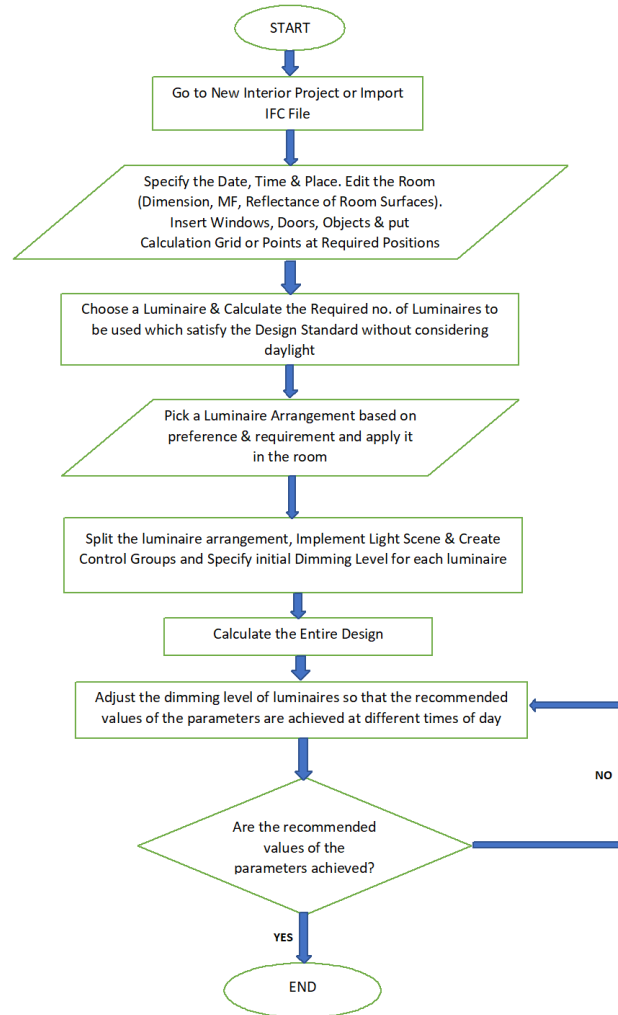 START
Go to New Interior Project or Import
IFC File
Specify the Date, Time & Place. Edit the Room
(Dimension, MF, Reflectance of Room Surfaces).
Insert Windows, Doors, Objects & put
Calculation Grid or Points at Required Positions
Choose a Luminaire & Calculate the Required no. of Luminaires to
be used which satisfy the Design Standard without considering
daylight
Pick a Luminaire Arrangement based on
preference & requirement and apply it
in the room
Split the luminaire arrangement, Implement Light Scene & Create
Control Groups and Specify initial Dimming Level for each luminaire
Calculate the Entire Design
Adjust the dimming level of luminaires so that the recommended
values of the parameters are achieved at different times of day
NO
Are the recommended
values of the
parameters achieved?
YES
END